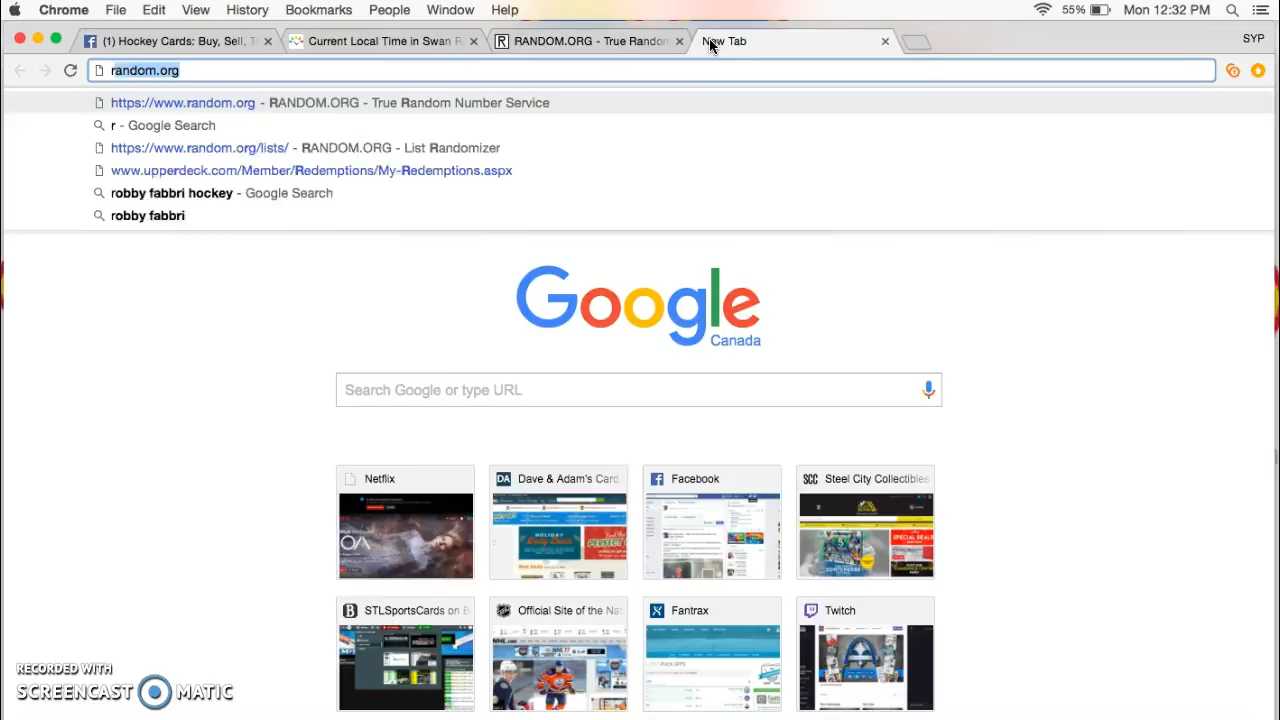 Chrome File Edit View History Bookmarks People Window Help 55% Mon 12:32 PM
(1) Hockey Cards: Buy, Sell, T Current Local Time in Swan R RANDOM.ORG - True Random New Tab SYP
random.org
https://www.random.org - RANDOM.ORG - True Random Number Service
r - Google Search
https://www.random.org/lists/ - RANDOM.ORG - List Randomizer
www.upperdeck.com/Member/Redemptions/My-Redemptions.aspx
robby fabbri hockey - Google Search
robby fabbri
Google
Canada
Search Google or type URL
Netflix DA Dave & Adam's Card Facebook SCC Steel City Collectibles
HOLIDAY
SPECIAL DEALS
STLSportsCards on B Official Site of the Na Fantrax Twitch
RECORDED WITH
SCREENCAST MATIC